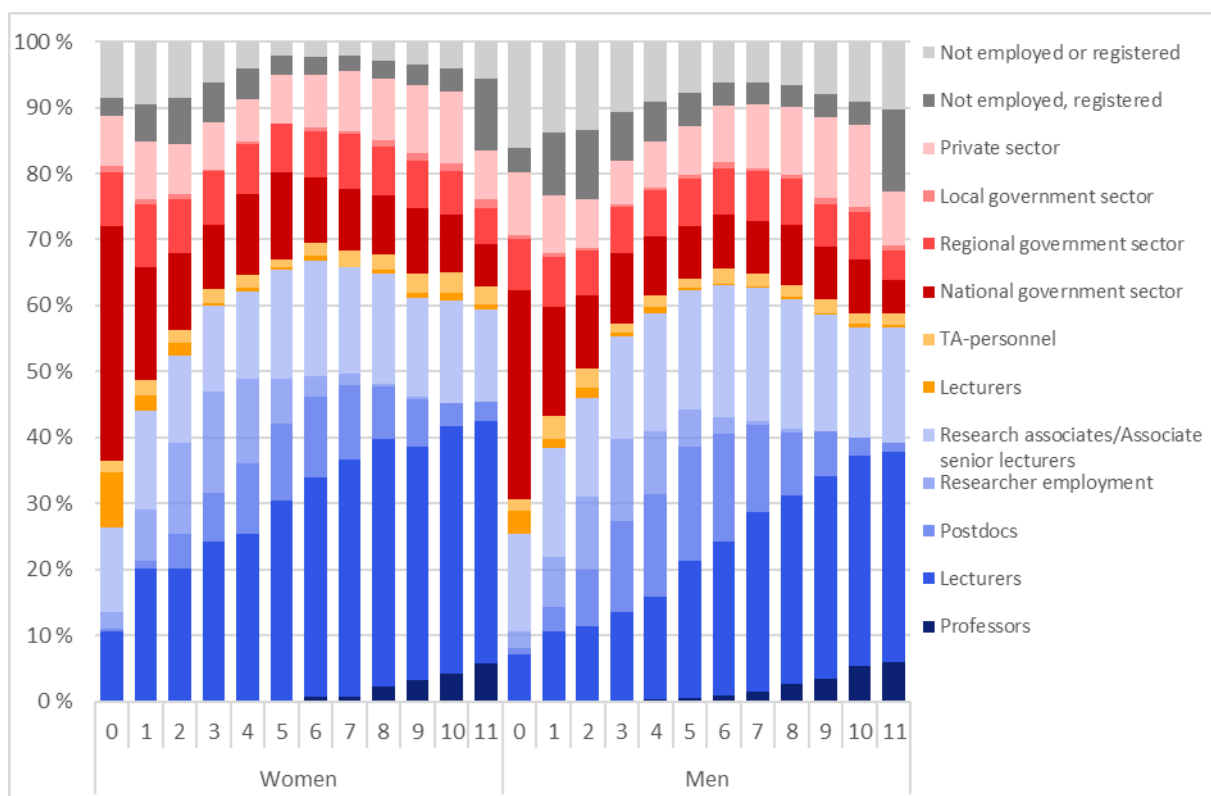 100 %
90 %
80 %
70 %
60 %
50 %
40 %
30 %
20 %
10 %
0 %
0 1 2 3 4 5 6 7 8 9 10 11 0 1 2 3 4 5 6 7 8 9 10 11
Women Men
Not employed or registered
Not employed, registered
Private sector
Local government sector
Regional government sector
National government sector
TA-personnel
Lecturers
Research associates/Associate
senior lecturers
Researcher employment
Postdocs
Lecturers
Professors